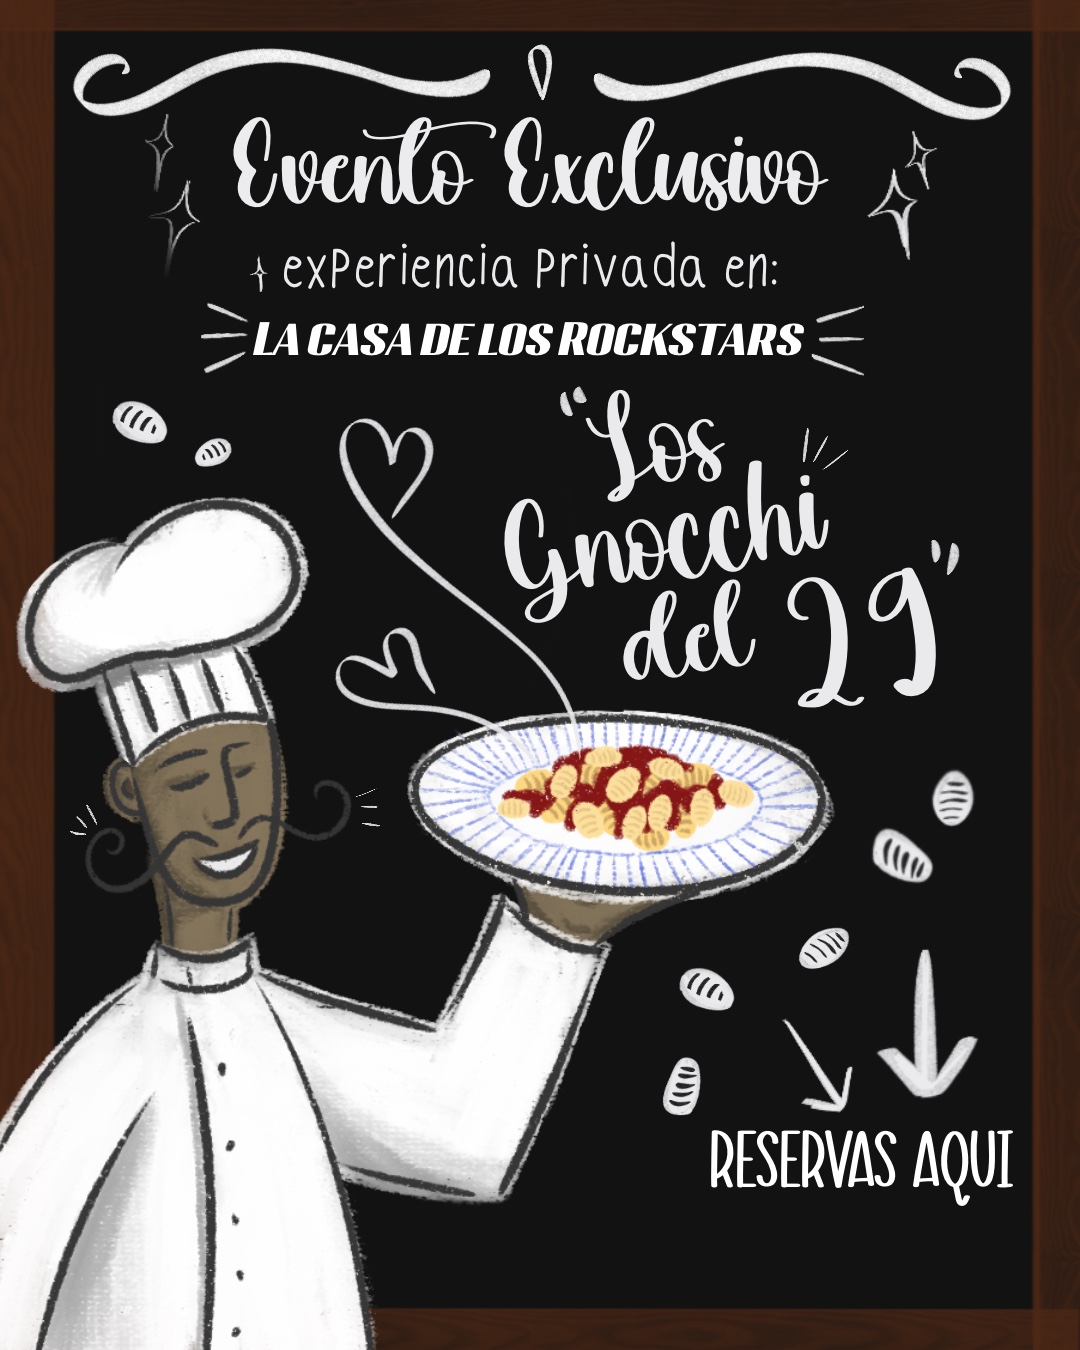 Evento Exclusivo
exPeriencia Privada en:
LA CASA DE LOS ROCKSTARS
"Los
Gnocchi
del 29"
RESERVAS AQUI